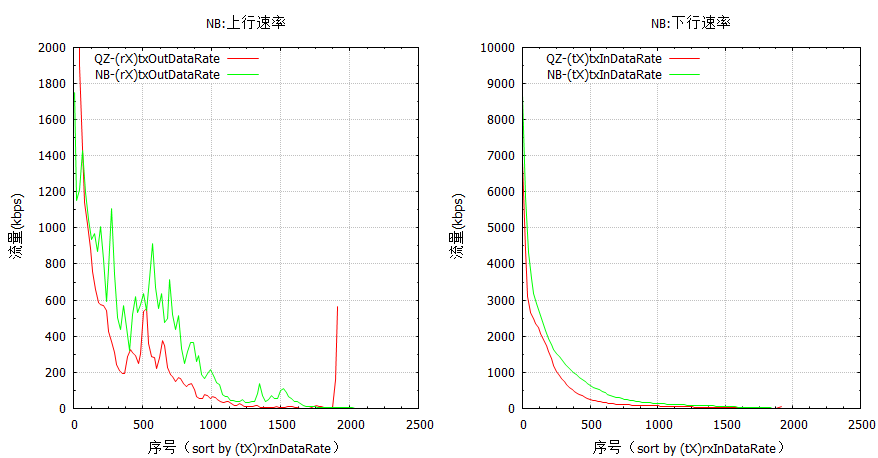 NB:上行速率
QZ-(rX)txOutDataRate
NB-(rX)txOutDataRate
2000
1800
1600
1400
1200
1000
800
600
400
200
0
流量(kbps)
0 500 1000 1500 2000 2500
序号（sort by (tX)rxInDataRate）
NB:下行速率
QZ-(tX)txInDataRate
NB-(tX)txInDataRate
10000
9000
8000
7000
6000
5000
4000
3000
2000
1000
0
流量(kbps)
0 500 1000 1500 2000 2500
序号（sort by (tX)rxInDataRate）